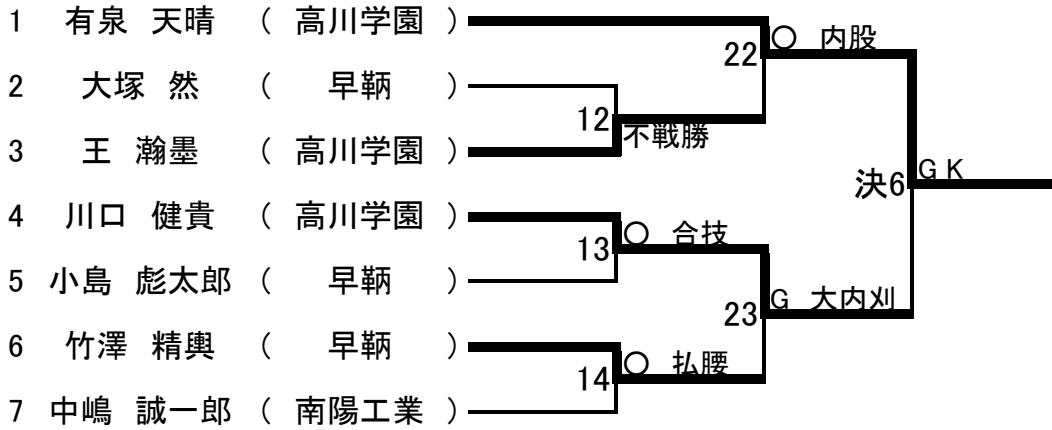 1 有泉 天晴 ( 高川学園 )
22 ○ 内股
2 大塚 然 ( 早鞆 )
12 不戦勝
3 王 瀚墨 ( 高川学園 )
決6 G K
4 川口 健貴 ( 高川学園 )
13 ○ 合技
5 小島 彪太郎 ( 早鞆 )
23 G 大内刈
6 竹澤 精輿 ( 早鞆 )
14 ○ 払腰
7 中嶋 誠一郎 ( 南陽工業 )